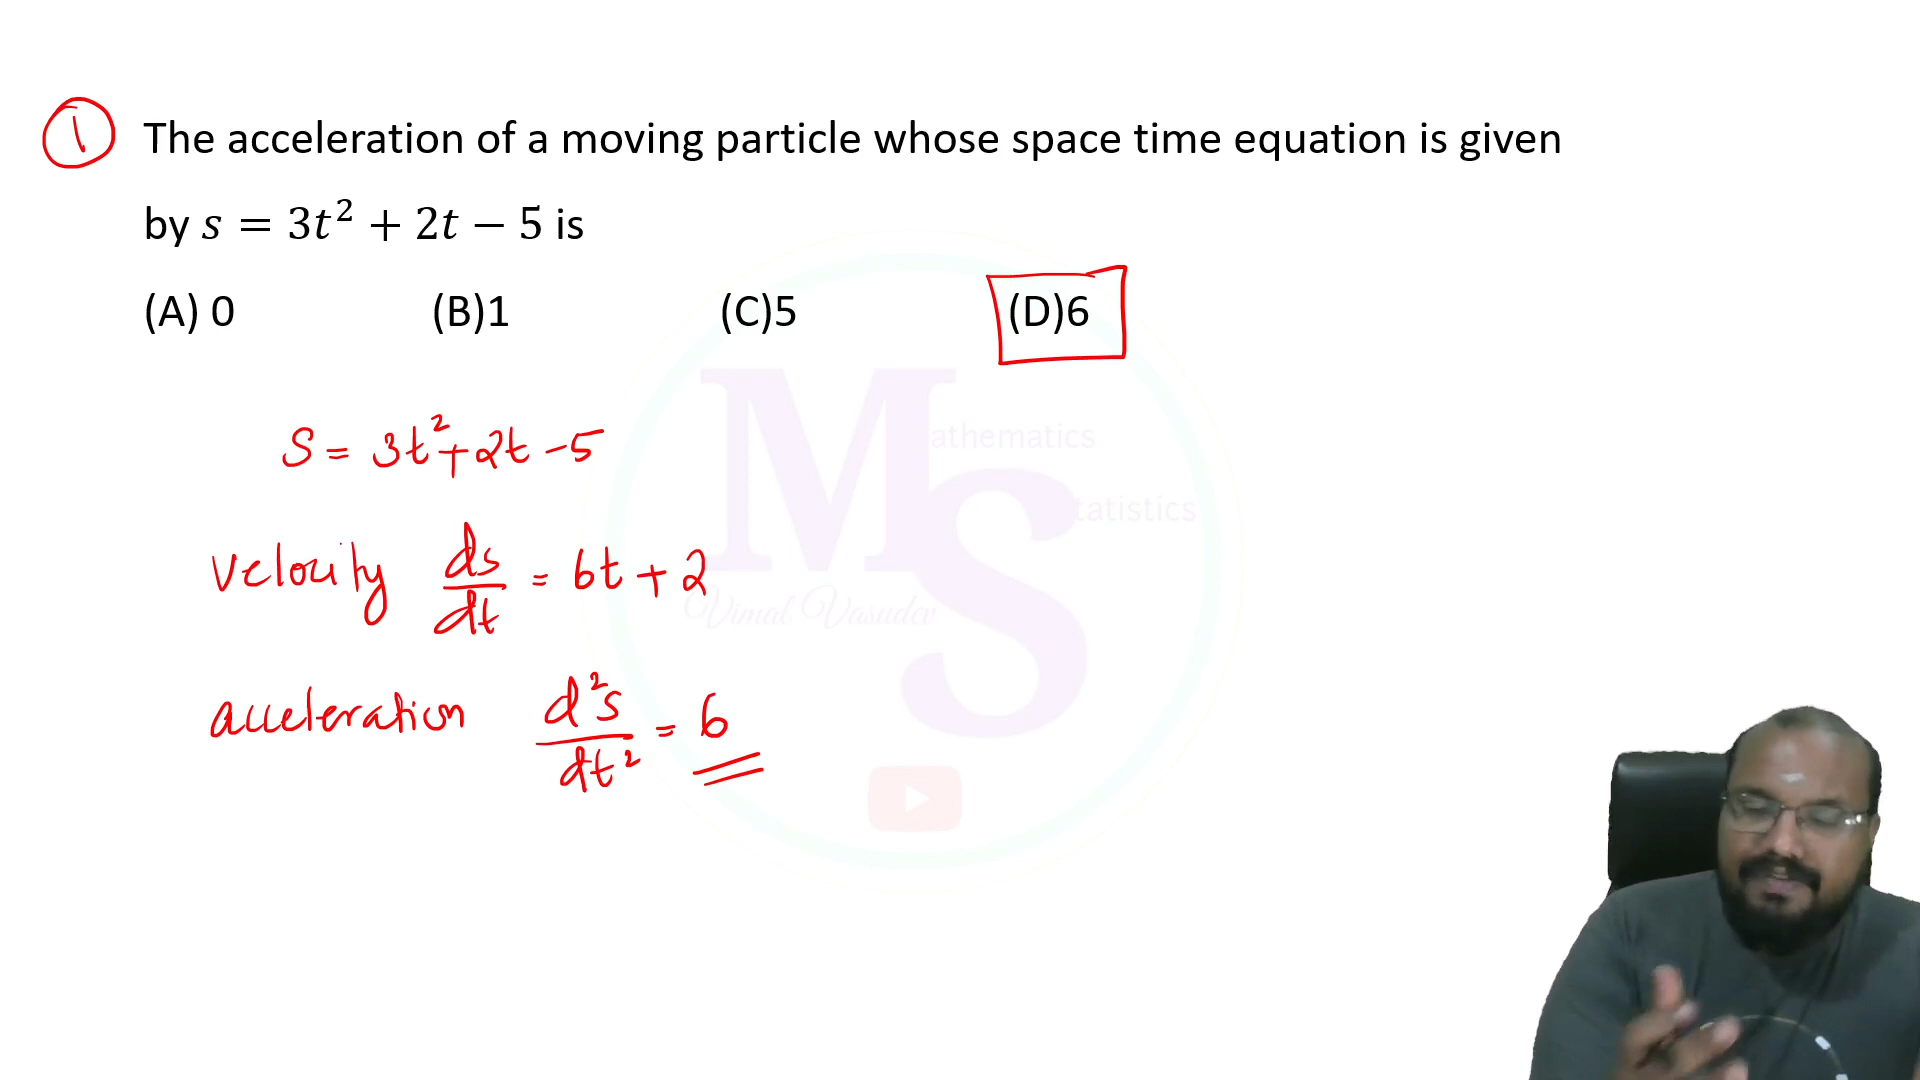 1 The acceleration of a moving particle whose space time equation is given
by s = 3t² + 2t − 5 is
(A) 0 (B)1 (C)5 (D)6
S = 3t² + 2t − 5
athematics
tatistics
Velocity ds/dt = 6t + 2
Vimal Vasudev
acceleration d²s/dt² = 6
MS